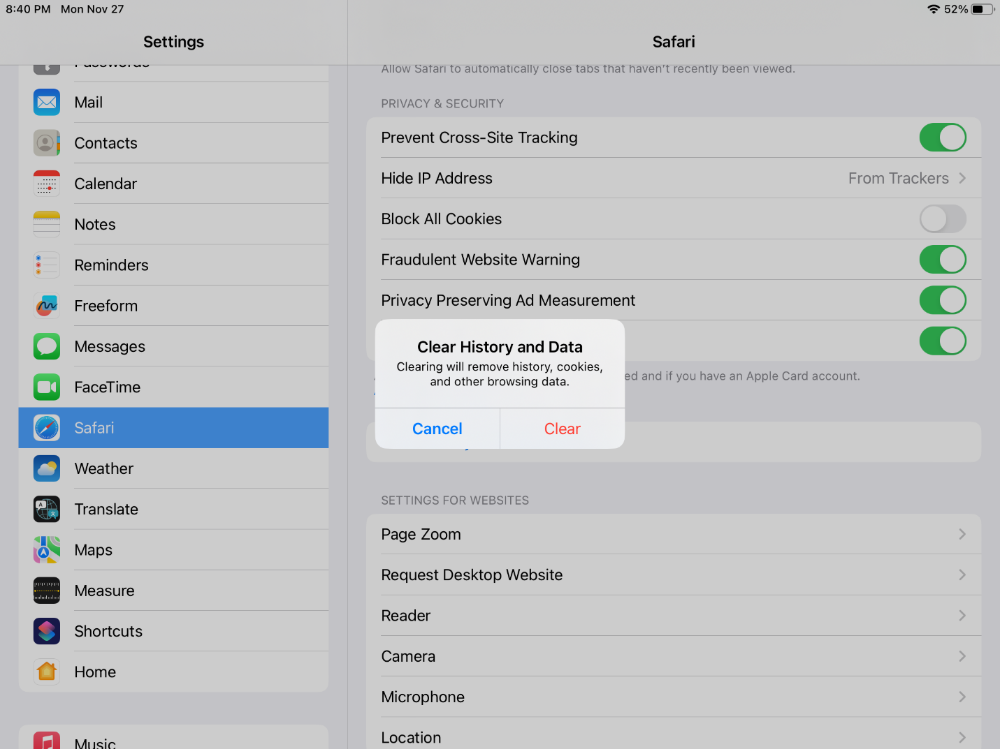 8:40 PM Mon Nov 27
52%
Settings
Mail
Contacts
Calendar
Notes
Reminders
Freeform
Messages
FaceTime
Safari
Weather
Translate
Maps
Measure
Shortcuts
Home
Music
Safari
Allow Safari to automatically close tabs that haven't recently been viewed.
PRIVACY & SECURITY
Prevent Cross-Site Tracking
Hide IP Address From Trackers
Block All Cookies
Fraudulent Website Warning
Privacy Preserving Ad Measurement
Clear History and Data
Clearing will remove history, cookies,
and other browsing data.
Cancel Clear
and if you have an Apple Card account.
SETTINGS FOR WEBSITES
Page Zoom
Request Desktop Website
Reader
Camera
Microphone
Location